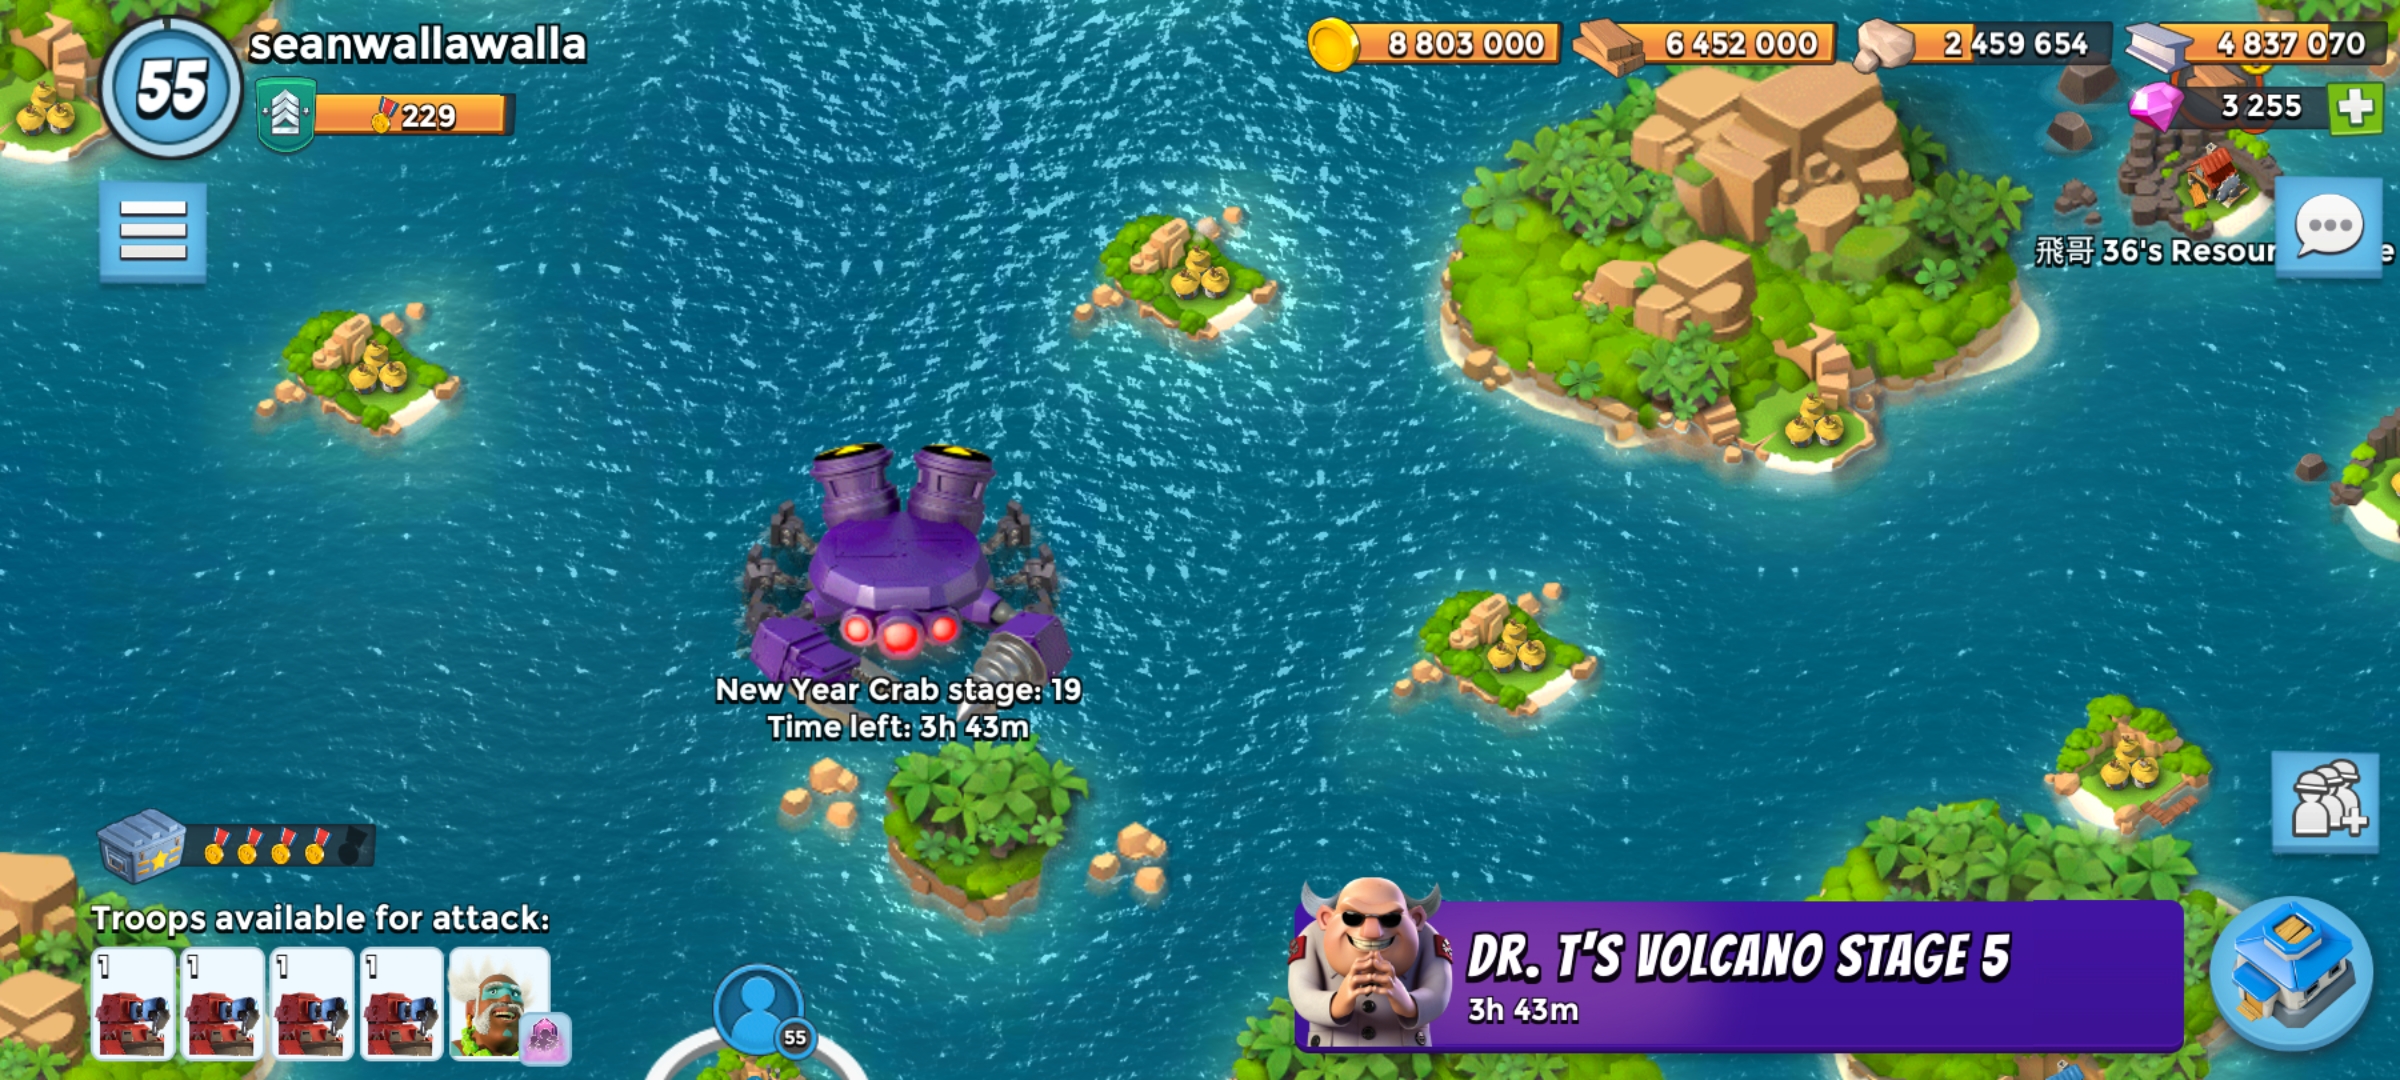 55
seanwallawalla
229
8 803 000
6 452 000
2 459 654
4 837 070
3 255
飛哥 36's
New Year Crab stage: 19
Time left: 3h 43m
Troops available for attack:
1
1
1
1
55
DR. T'S VOLCANO STAGE 5
3h 43m